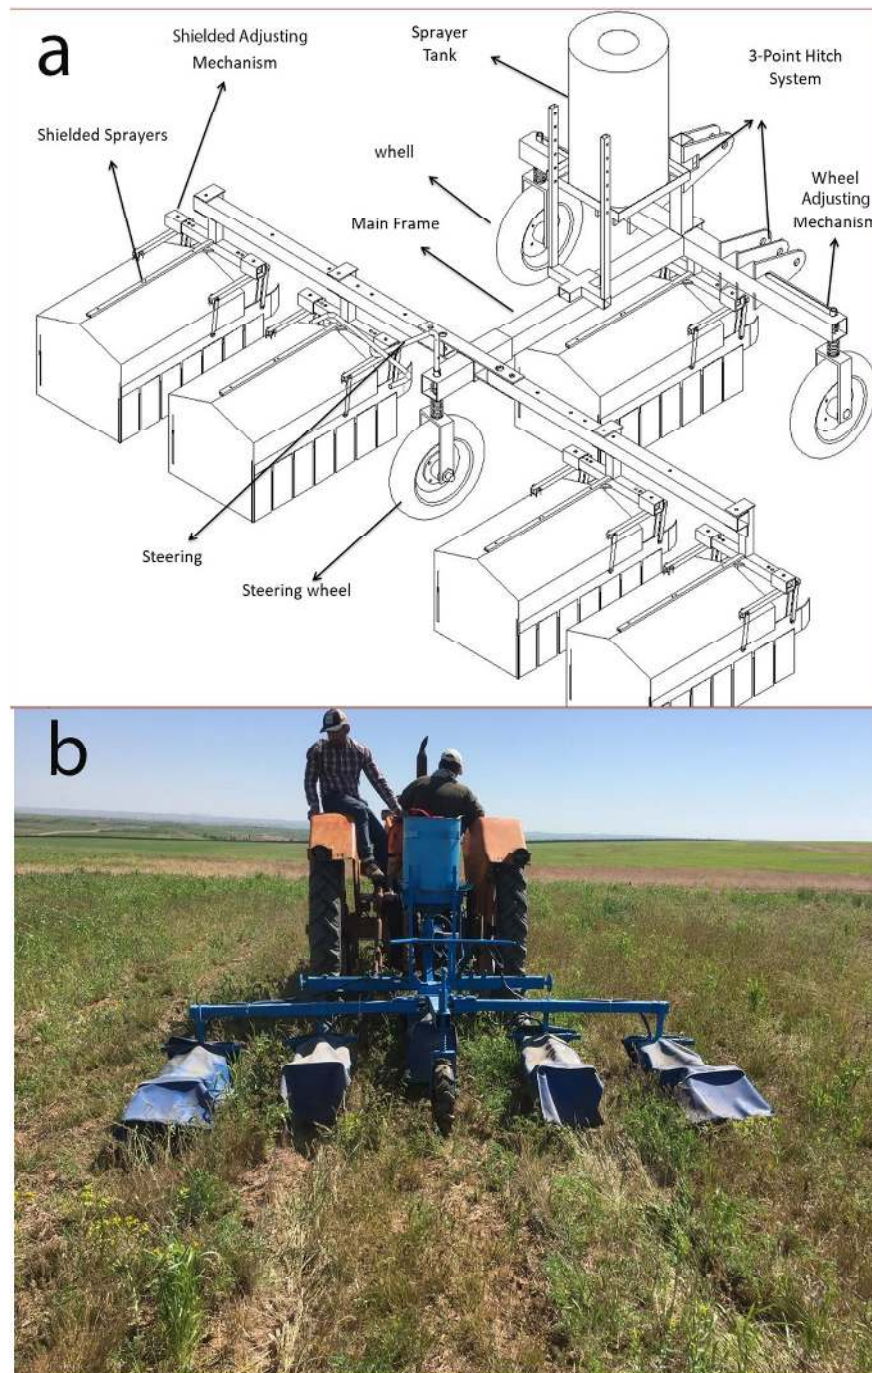 a
Shielded Adjusting
Mechanism
Sprayer
Tank
3-Point Hitch
System
Shielded Sprayers
whell
Wheel
Adjusting
Mechanism
Main Frame
Steering
Steering wheel
b